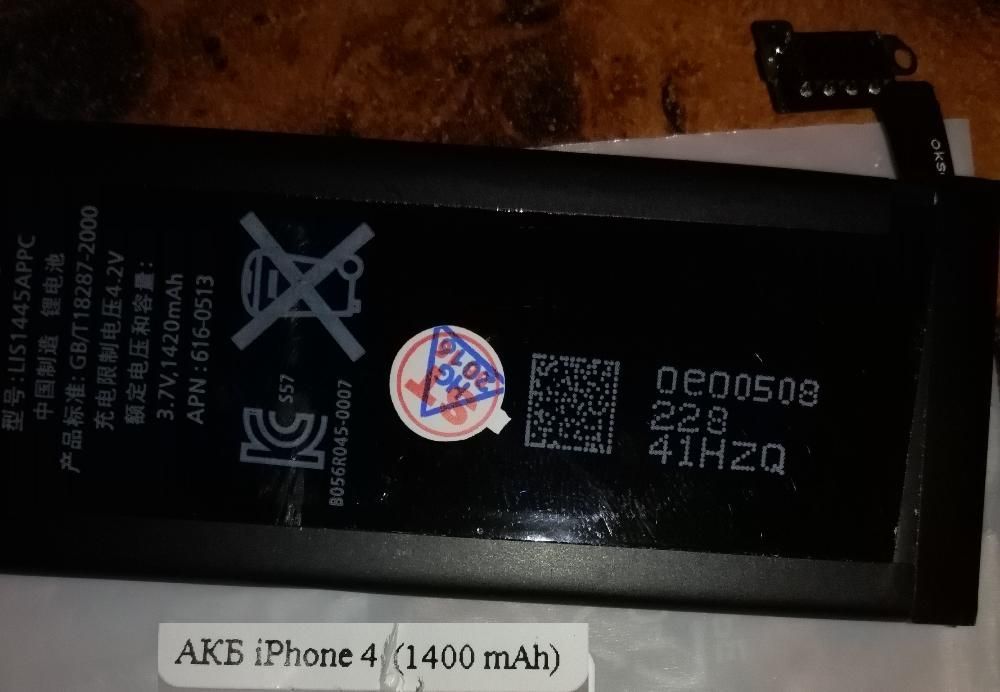 型号:LIS1445APPC
中国制造 锂电池
产品标准: GB/T18287-2000
充电限制电压4.2V
额定电压和容量:
3.7V,1420mAh
APN:616-0513
SS7
B056R045-0007
HGT
2016
0e00508
228
41HZQ
АКБ iPhone 4 (1400 mAh)